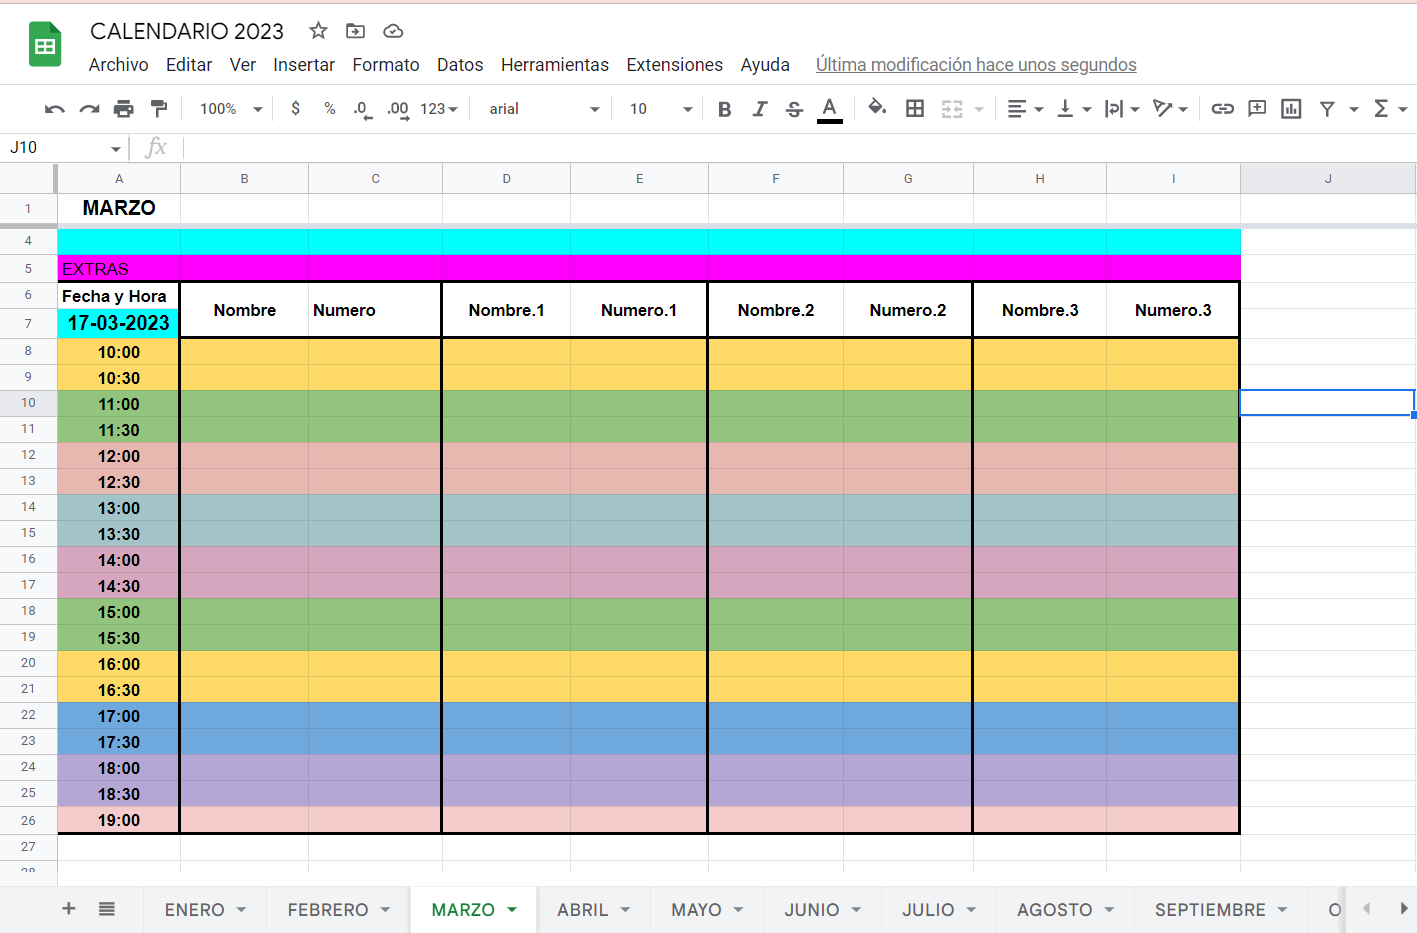 CALENDARIO 2023
Archivo Editar Ver Insertar Formato Datos Herramientas Extensiones Ayuda Última modificación hace unos segundos
100% $ % .0 .00 123 arial 10 B I S A Σ
J10 fx
A B C D E F G H I J
1 MARZO
4
5 EXTRAS
6 Fecha y Hora
Nombre Numero Nombre.1 Numero.1 Nombre.2 Numero.2 Nombre.3 Numero.3
7 17-03-2023
8 10:00
9 10:30
10 11:00
11 11:30
12 12:00
13 12:30
14 13:00
15 13:30
16 14:00
17 14:30
18 15:00
19 15:30
20 16:00
21 16:30
22 17:00
23 17:30
24 18:00
25 18:30
26 19:00
27
28
+ ENERO FEBRERO MARZO ABRIL MAYO JUNIO JULIO AGOSTO SEPTIEMBRE O